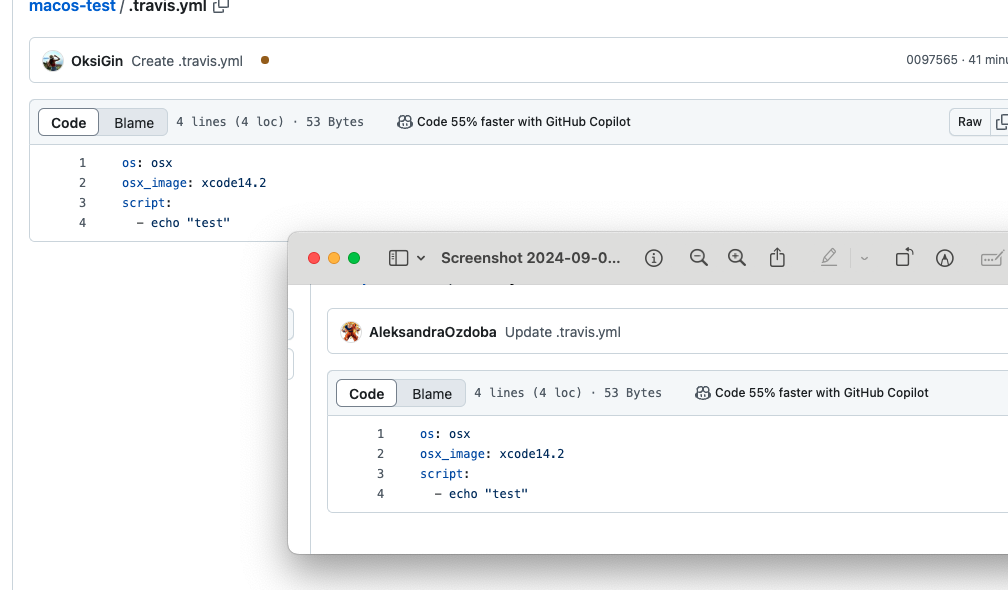 macos-test / .travis.yml
OksiGin Create .travis.yml
0097565 · 41
Code Blame 4 lines (4 loc) · 53 Bytes Code 55% faster with GitHub Copilot Raw
1 os: osx
2 osx_image: xcode14.2
3 script:
4 - echo "test"
Screenshot 2024-09-0...
AleksandraOzdoba Update .travis.yml
Code Blame 4 lines (4 loc) · 53 Bytes Code 55% faster with GitHub Copilot
1 os: osx
2 osx_image: xcode14.2
3 script:
4 - echo "test"